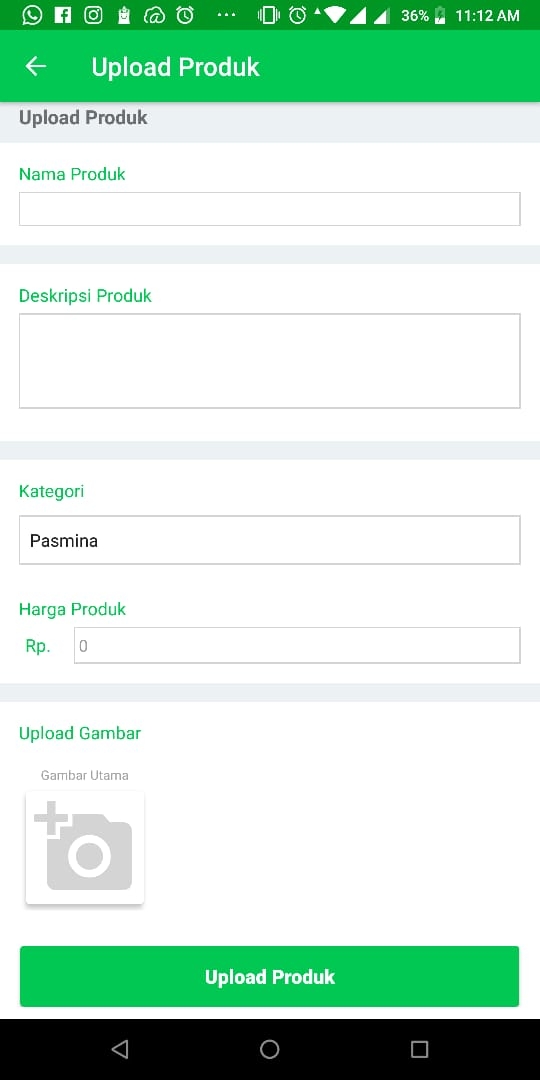 36% 11:12 AM
Upload Produk
Upload Produk
Nama Produk
Deskripsi Produk
Kategori
Pasmina
Harga Produk
Rp. 0
Upload Gambar
Gambar Utama
Upload Produk